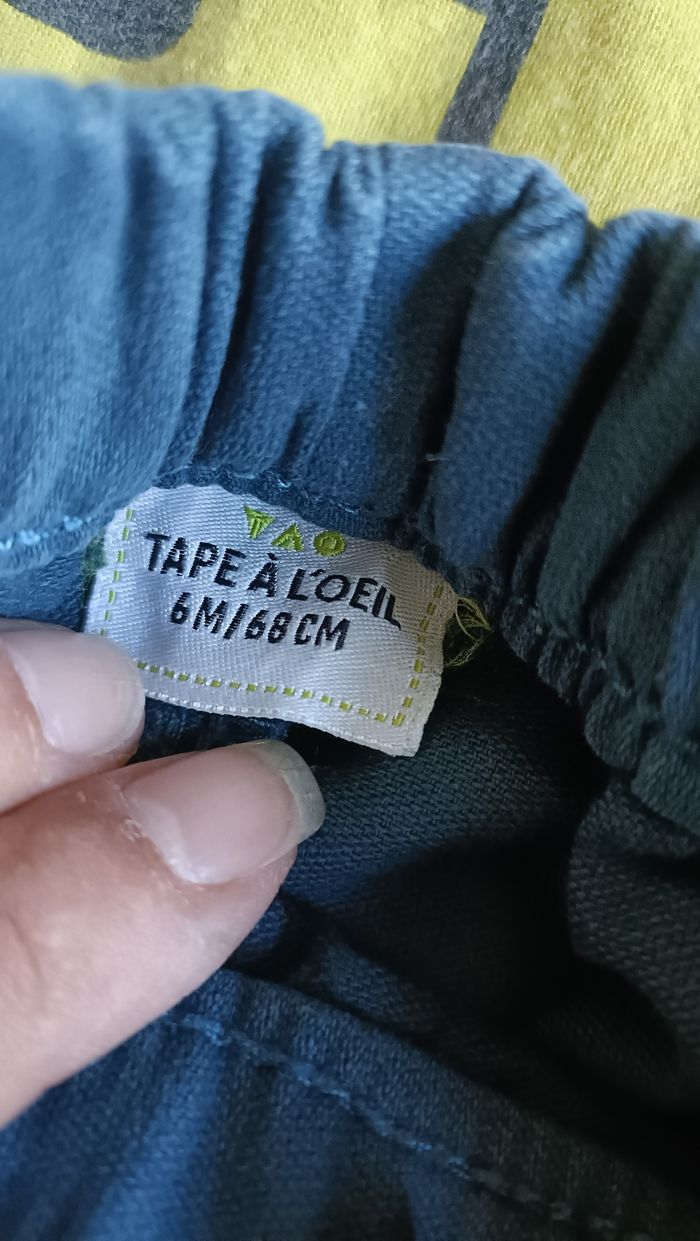 TAO
TAPE À L'OEIL
6M/68CM